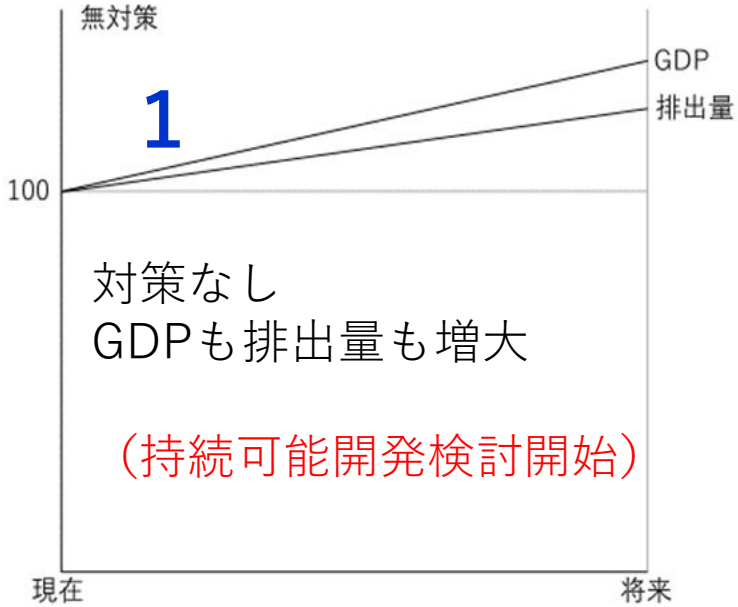 無対策
GDP
1
排出量
100
対策なし
GDPも排出量も増大
（持続可能開発検討開始）
現在
将来